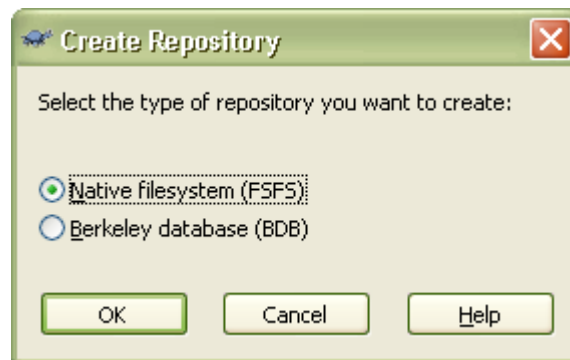 Create Repository
Select the type of repository you want to create:
Native filesystem (FSFS)
Berkeley database (BDB)
OK Cancel Help